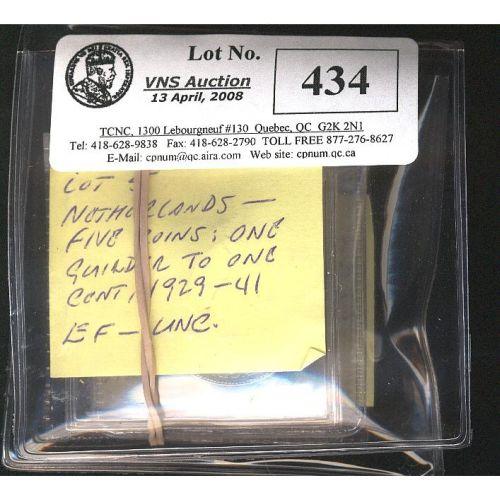 Lot No.
434
VNS Auction
13 April, 2008
TCNC, 1300 Lebourgneuf #130 Quebec, QC G2K 2N1
Tel: 418-628-9838 Fax: 418-628-2790 TOLL FREE 877-276-8627
E-Mail: cpnum@qc.aira.com Web site: cpnum.qc.ca
LOT 5
NETHERLANDS —
FIVE COINS; ONE
GUILDER TO ONE
CENT, 1929-41
EF — UNC.